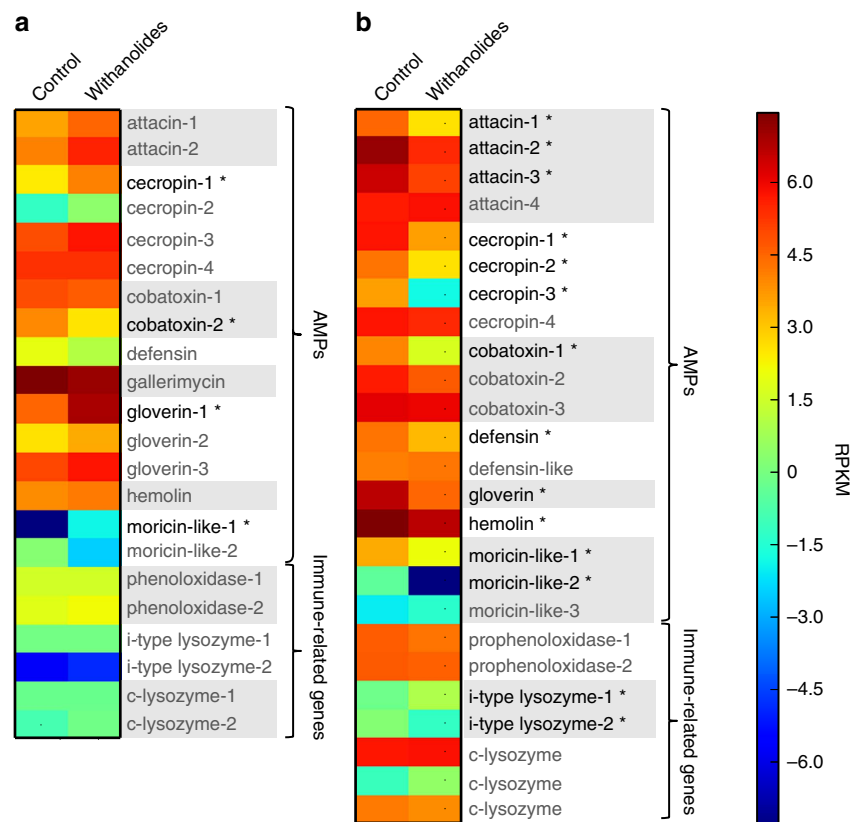 a
Control
Withanolides
attacin-1
attacin-2
cecropin-1 *
cecropin-2
cecropin-3
cecropin-4
cobatoxin-1
cobatoxin-2 *
defensin
gallerimycin
gloverin-1 *
gloverin-2
gloverin-3
hemolin
moricin-like-1 *
moricin-like-2
phenoloxidase-1
phenoloxidase-2
i-type lysozyme-1
i-type lysozyme-2
c-lysozyme-1
c-lysozyme-2
AMPs
Immune-related genes
b
Control
Withanolides
attacin-1 *
attacin-2 *
attacin-3 *
attacin-4
cecropin-1 *
cecropin-2 *
cecropin-3 *
cecropin-4
cobatoxin-1 *
cobatoxin-2
cobatoxin-3
defensin *
defensin-like
gloverin *
hemolin *
moricin-like-1 *
moricin-like-2 *
moricin-like-3
prophenoloxidase-1
prophenoloxidase-2
i-type lysozyme-1 *
i-type lysozyme-2 *
c-lysozyme
c-lysozyme
c-lysozyme
AMPs
Immune-related genes
6.0
4.5
3.0
1.5
0
−1.5
−3.0
−4.5
−6.0
RPKM